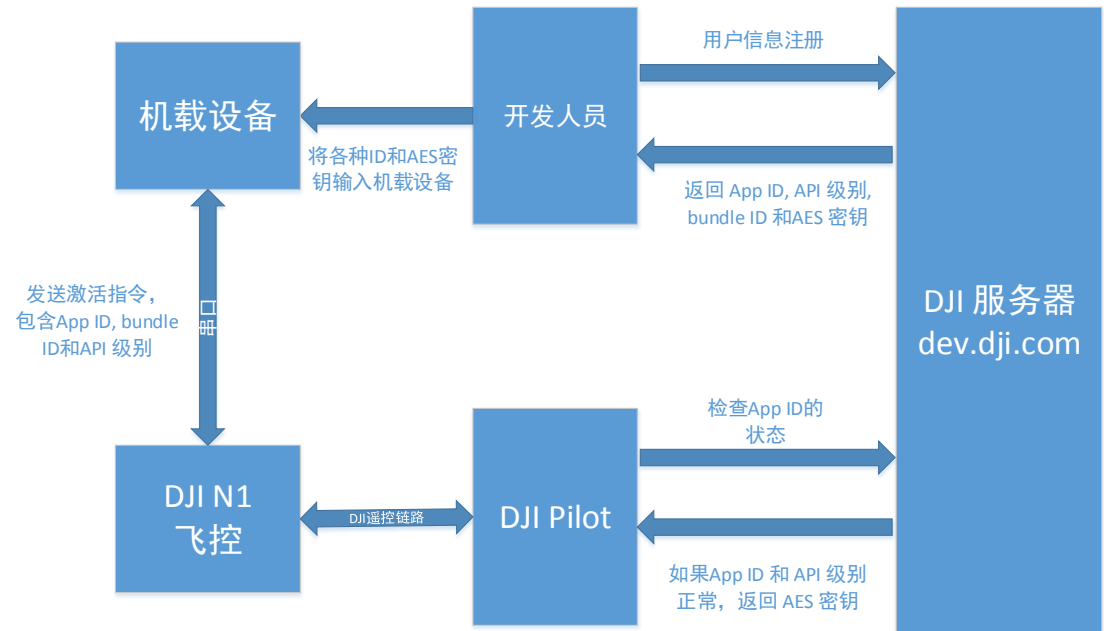 用户信息注册
机载设备
开发人员
将各种ID和AES密
钥输入机载设备
返回 App ID, API 级别,
bundle ID 和AES 密钥
发送激活指令，
包含App ID, bundle
ID和API 级别
串口
DJI 服务器
dev.dji.com
检查App ID的
状态
DJI N1
飞控
DJI遥控链路
DJI Pilot
如果App ID 和 API 级别
正常，返回 AES 密钥